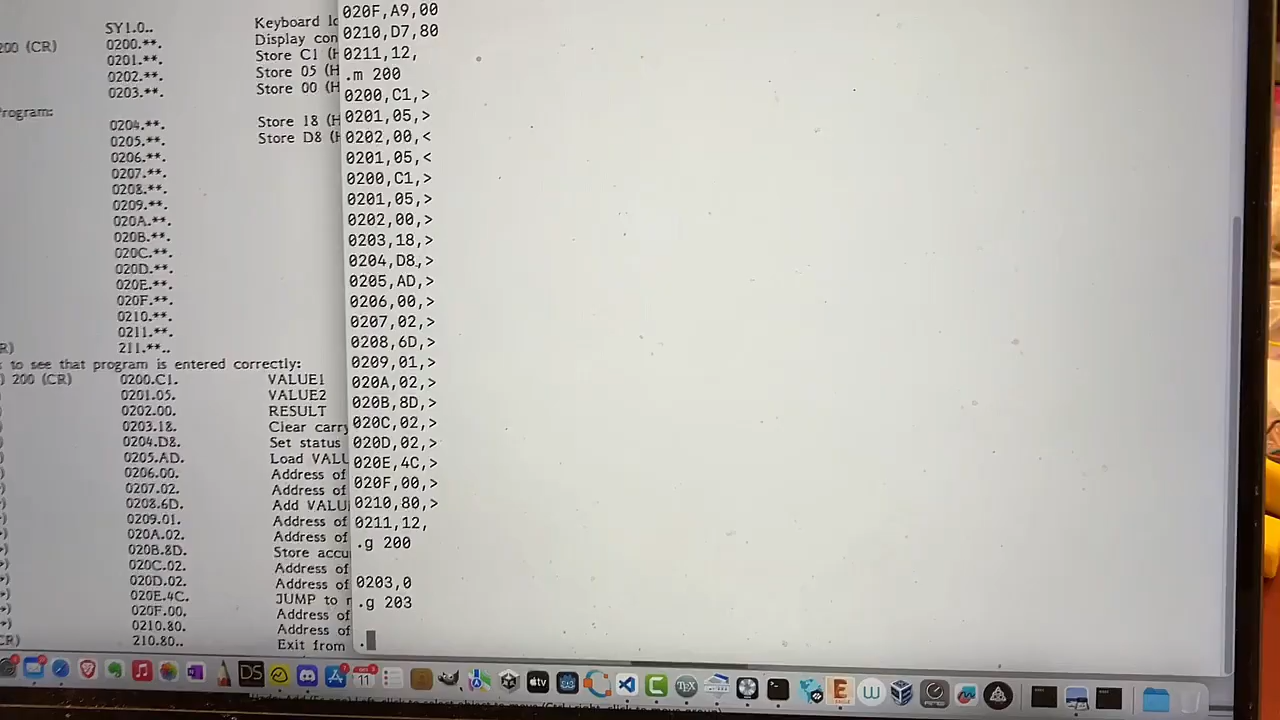 SY1.0..
200 (CR)
0200.**.
0201.**.
0202.**.
0203.**.
Keyboard
Display
Store C1
Store 05
Store 00
Program:
0204.**.
0205.**.
0206.**.
0207.**.
0208.**.
0209.**.
020A.**.
020B.**.
020C.**.
020D.**.
020E.**.
020F.**.
0210.**.
0211.**.
211.**..
Store 18
Store D8
to see that program is entered correctly:
200 (CR) 0200.C1. VALUE1
0201.05. VALUE2
0202.00. RESULT
0203.18. Clear carry
0204.D8. Set status
0205.AD. Load
0206.00. Address of
0207.02. Address of
0208.6D. Add
0209.01. Address of
020A.02. Address of
020B.8D. Store
020C.02. Address of
020D.02. Address of
020E.4C. JUMP to
020F.00. Address of
0210.80. Address of
210.80.. Exit from
020F,A9,00
0210,D7,80
0211,12,
.m 200
0200,C1,>
0201,05,>
0202,00,<
0201,05,<
0200,C1,>
0201,05,>
0202,00,>
0203,18,>
0204,D8,>
0205,AD,>
0206,00,>
0207,02,>
0208,6D,>
0209,01,>
020A,02,>
020B,8D,>
020C,02,>
020D,02,>
020E,4C,>
020F,00,>
0210,80,>
0211,12,
.g 200
0203,0
.g 203
.